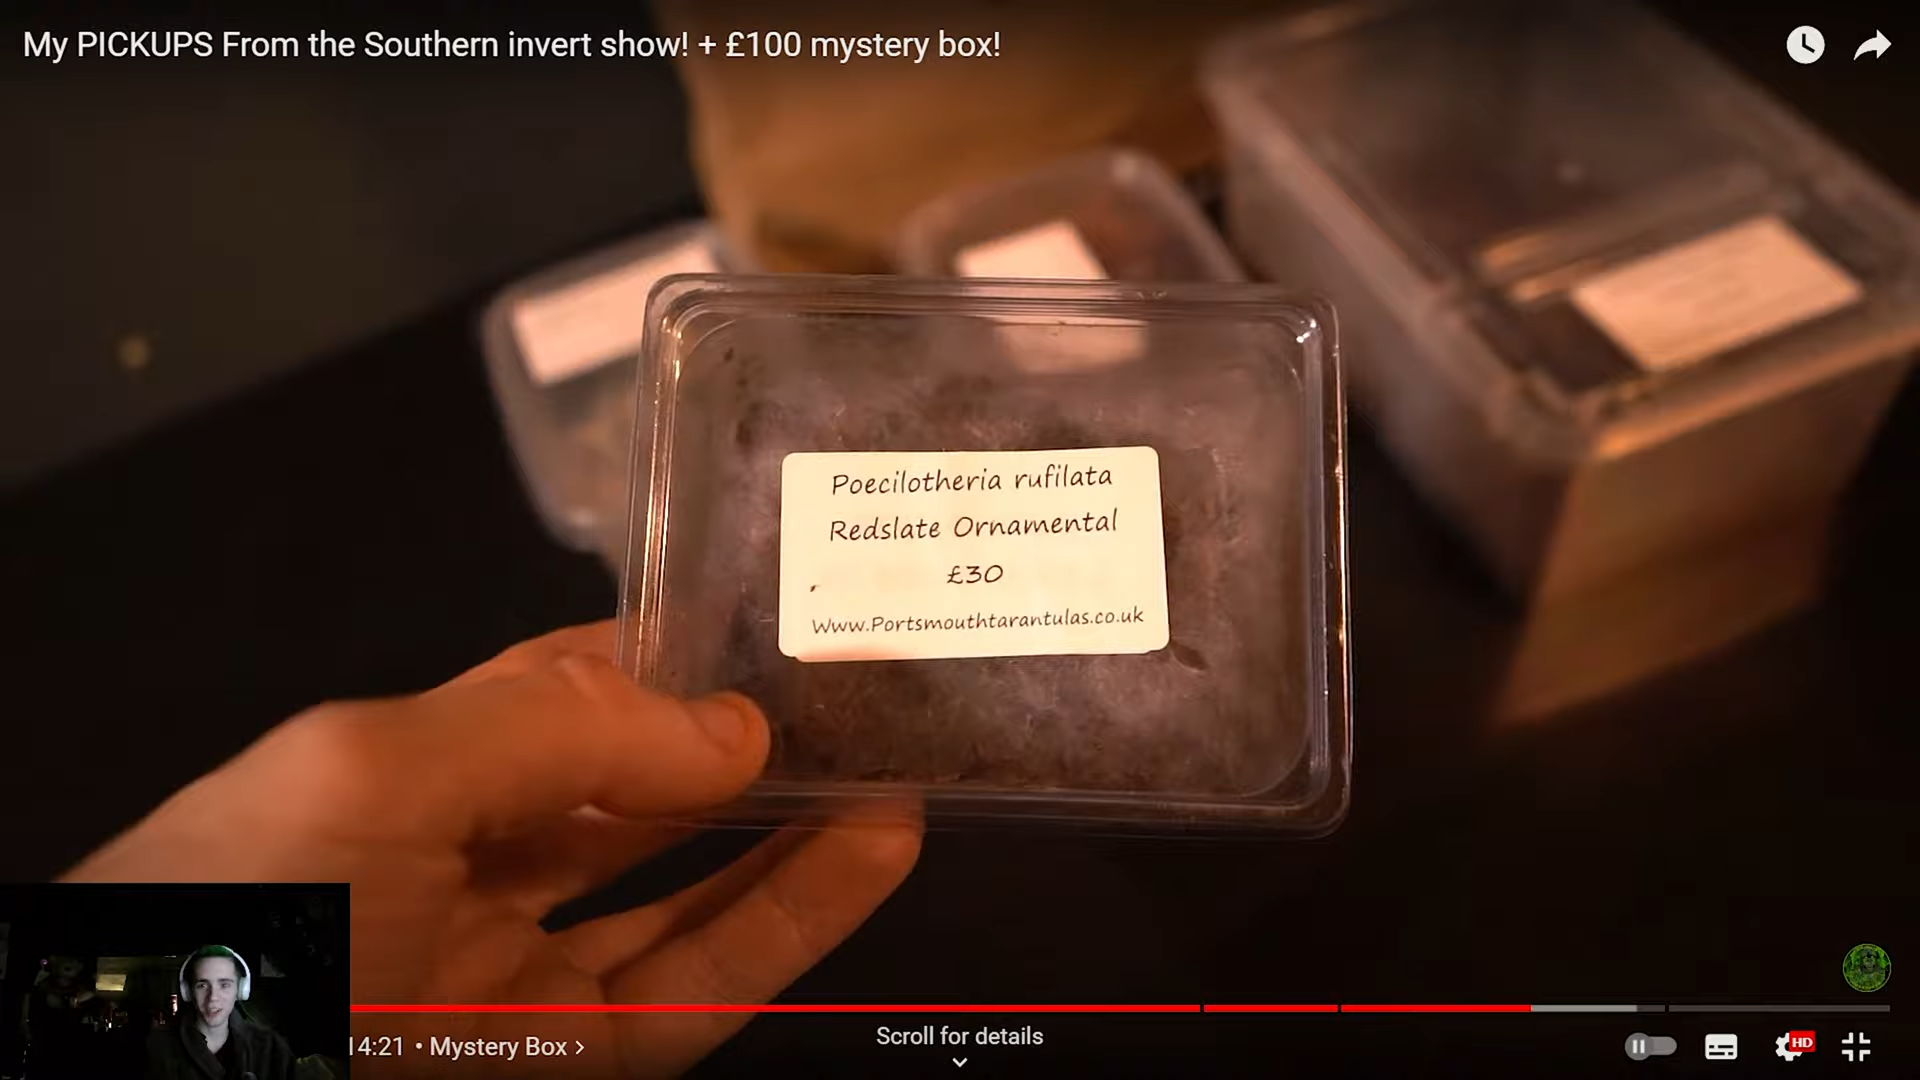 My PICKUPS From the Southern invert show! + £100 mystery box!
Poecilotheria rufilata
Redslate Ornamental
£30
Www.Portsmouthtarantulas.co.uk
14:21 • Mystery Box >
Scroll for details
HD